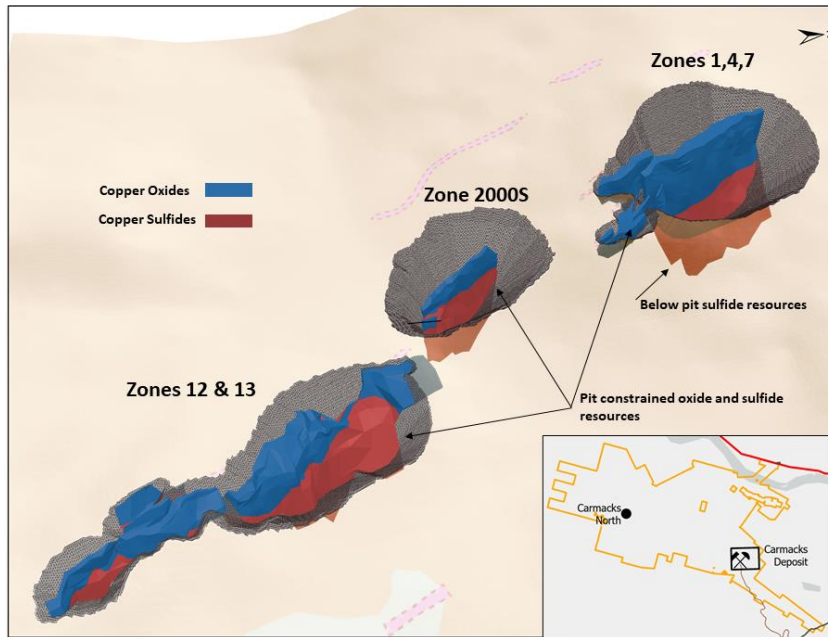 Zones 1,4,7
Zone 2000S
Copper Oxides
Copper Sulfides
Below pit sulfide resources
Zones 12 & 13
Pit constrained oxide and sulfide
resources
Carmacks
North
Carmacks
Deposit